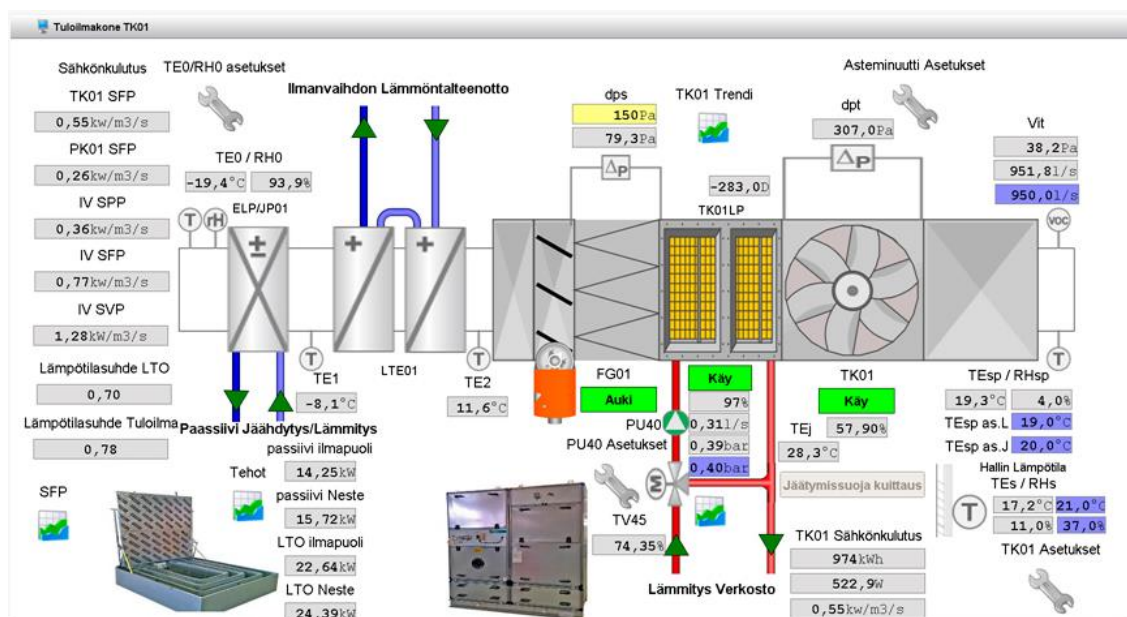 Tuloilmakone TK01
Sähkönkulutus
TE0/RH0 asetukset
TK01 SFP
0,55kw/m3/s
PK01 SFP
0,26kw/m3/s
IV SPP
0,36kw/m3/s
IV SFP
0,77kw/m3/s
IV SVP
1,28kW/m3/s
Lämpötilasuhde LTO
0,70
Lämpötilasuhde Tuloilma
0,78
SFP
TE0 / RH0
-19,4°C 93,9%
T rH
ELP/JP01
Ilmanvaihdon Lämmöntalteenotto
LTE01
T
TE1
-8,1°C
T
TE2
11,6°C
Paassiivi Jäähdytys/Lämmitys
passiivi ilmapuoli
14,25kW
passiivi Neste
15,72kW
LTO ilmapuoli
22,64kW
LTO Neste
24,39kW
Tehot
dps
150Pa
79,3Pa
ΔP
TK01 Trendi
-283,0D
TK01LP
Asteminuutti Asetukset
dpt
307,0Pa
ΔP
Vit
38,2Pa
951,8l/s
950,0l/s
VOC
FG01
Auki
Käy
97%
PU40
0,31l/s
PU40 Asetukset
0,39bar
0,40bar
M
TV45
74,35%
Lämmitys Verkosto
TK01
Käy
57,90%
TEj
28,3°C
Jäätymissuoja kuittaus
TK01 Sähkönkulutus
974kWh
522,9W
0,55kw/m3/s
T
TEsp / RHsp
19,3°C 4,0%
TEsp as.L 19,0°C
TEsp as.J 20,0°C
Hallin Lämpötila
TEs / RHs
T
17,2°C 21,0°C
11,0% 37,0%
TK01 Asetukset